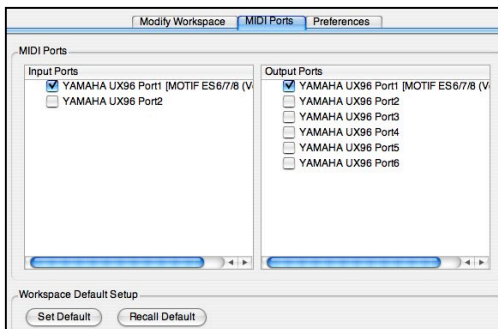 Modify Workspace MIDI Ports Preferences
MIDI Ports
Input Ports
YAMAHA UX96 Port1 [MOTIF ES6/7/8 (V
YAMAHA UX96 Port2
Output Ports
YAMAHA UX96 Port1 [MOTIF ES6/7/8 (V
YAMAHA UX96 Port2
YAMAHA UX96 Port3
YAMAHA UX96 Port4
YAMAHA UX96 Port5
YAMAHA UX96 Port6
Workspace Default Setup
Set Default Recall Default